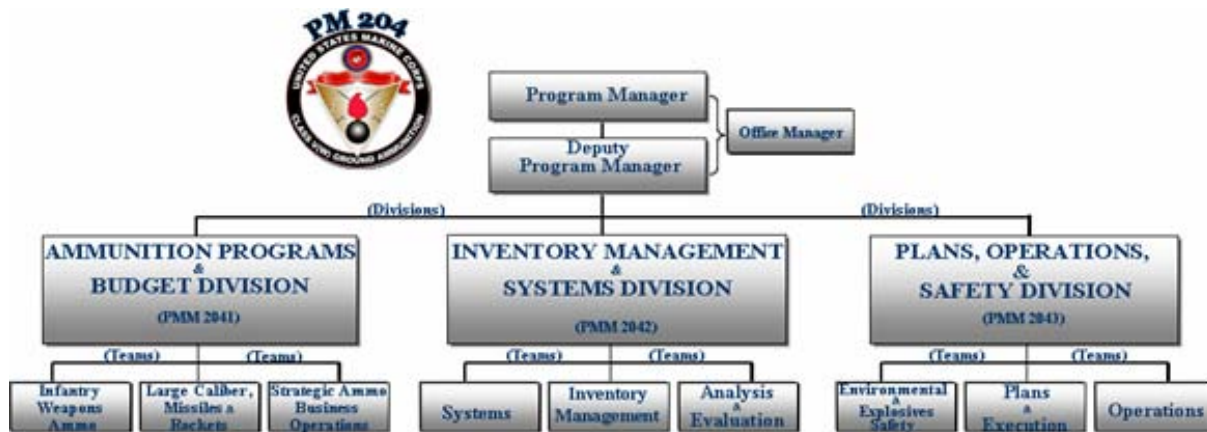 PM 204
UNITED STATES MARINE CORPS
CLASS V(W) GROUND AMMUNITION
Program Manager
Office Manager
Deputy
Program Manager
(Divisions)
(Divisions)
AMMUNITION PROGRAMS
&
BUDGET DIVISION
(PMM 2041)
INVENTORY MANAGEMENT
&
SYSTEMS DIVISION
(PMM 2042)
PLANS, OPERATIONS,
&
SAFETY DIVISION
(PMM 2043)
(Teams)
(Teams)
(Teams)
(Teams)
(Teams)
(Teams)
Infantry
Weapons
Ammo
Large Caliber,
Missiles &
Rockets
Strategic Ammo
Business
Operations
Systems
Inventory
Management
Analysis
&
Evaluation
Environmental
&
Explosives
Safety
Plans
&
Execution
Operations